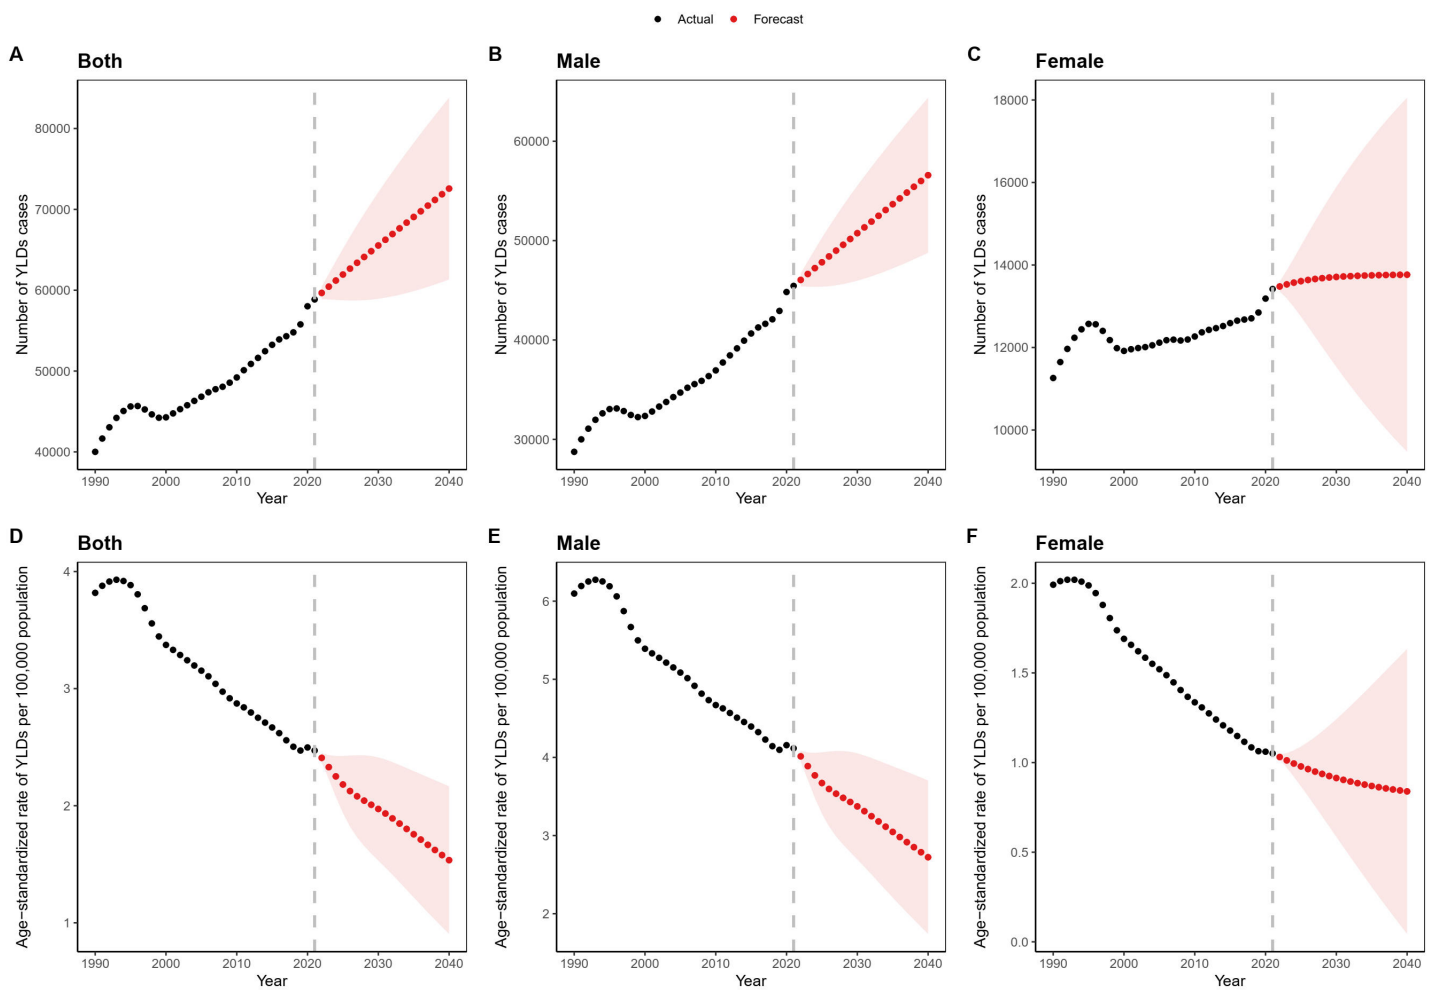 Actual Forecast
A Both
Number of YLDs cases
80000
70000
60000
50000
40000
1990 2000 2010 2020 2030 2040
Year
B Male
Number of YLDs cases
60000
50000
40000
30000
1990 2000 2010 2020 2030 2040
Year
C Female
Number of YLDs cases
18000
16000
14000
12000
10000
1990 2000 2010 2020 2030 2040
Year
D Both
Age−standardized rate of YLDs per 100,000 population
4
3
2
1
1990 2000 2010 2020 2030 2040
Year
E Male
Age−standardized rate of YLDs per 100,000 population
6
5
4
3
2
1990 2000 2010 2020 2030 2040
Year
F Female
Age−standardized rate of YLDs per 100,000 population
2.0
1.5
1.0
0.5
0.0
1990 2000 2010 2020 2030 2040
Year